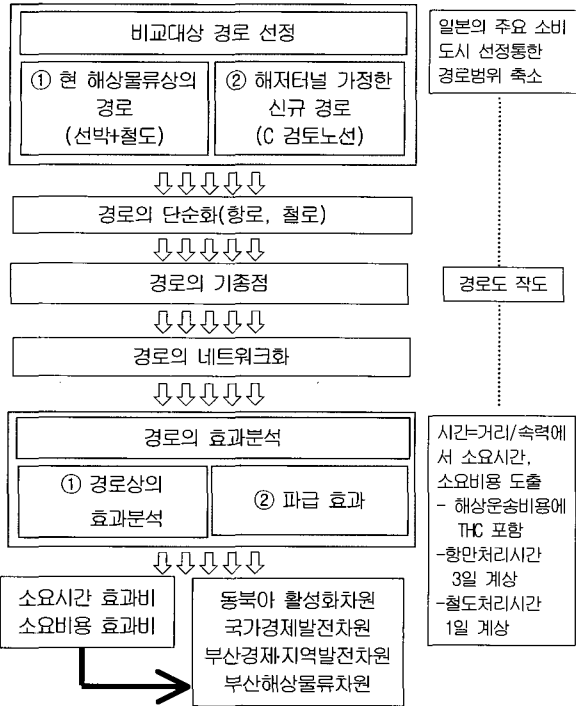 비교대상 경로 선정
① 현 해상물류상의
경로
(선박+철도)
② 해저터널 가정한
신규 경로
(C 검토노선)
일본의 주요 소비
도시 선정통한
경로범위 축소
경로의 단순화(항로, 철로)
경로의 기종점
경로도 작도
경로의 네트워크화
경로의 효과분석
① 경로상의
효과분석
② 파급 효과
시간=거리/속력에
서 소요시간,
소요비용 도출
- 해상운송비용에
THC 포함
-항만처리시간
3일 계상
-철도처리시간
1일 계상
소요시간 효과비
소요비용 효과비
동북아 활성화차원
국가경제발전차원
부산경제·지역발전차원
부산해상물류차원